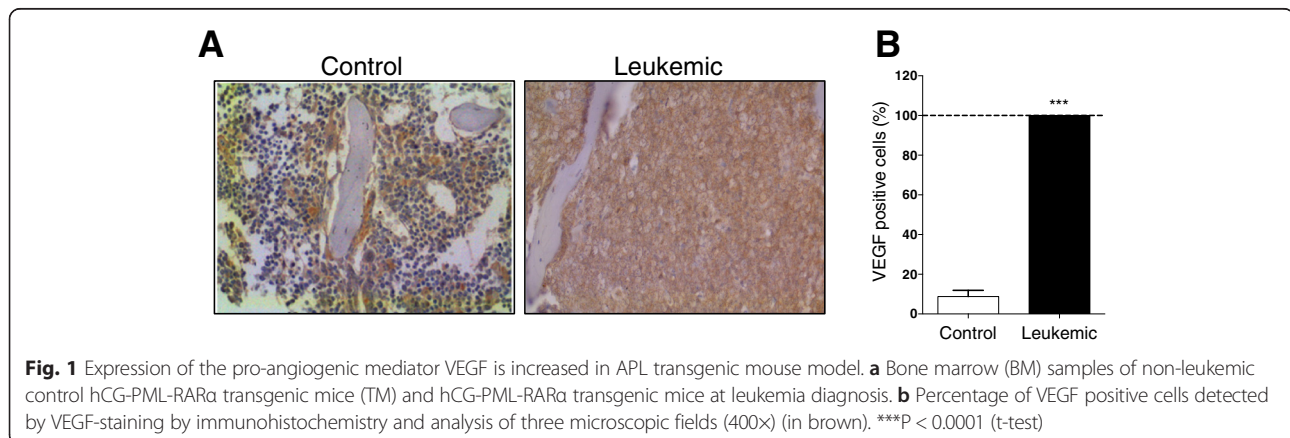 A
Control
Leukemic
B
VEGF positive cells (%)
120
100
80
60
40
20
0
***
Control
Leukemic
Fig. 1 Expression of the pro-angiogenic mediator VEGF is increased in APL transgenic mouse model. a Bone marrow (BM) samples of non-leukemic
control hCG-PML-RARα transgenic mice (TM) and hCG-PML-RARα transgenic mice at leukemia diagnosis. b Percentage of VEGF positive cells detected
by VEGF-staining by immunohistochemistry and analysis of three microscopic fields (400×) (in brown). ***P < 0.0001 (t-test)